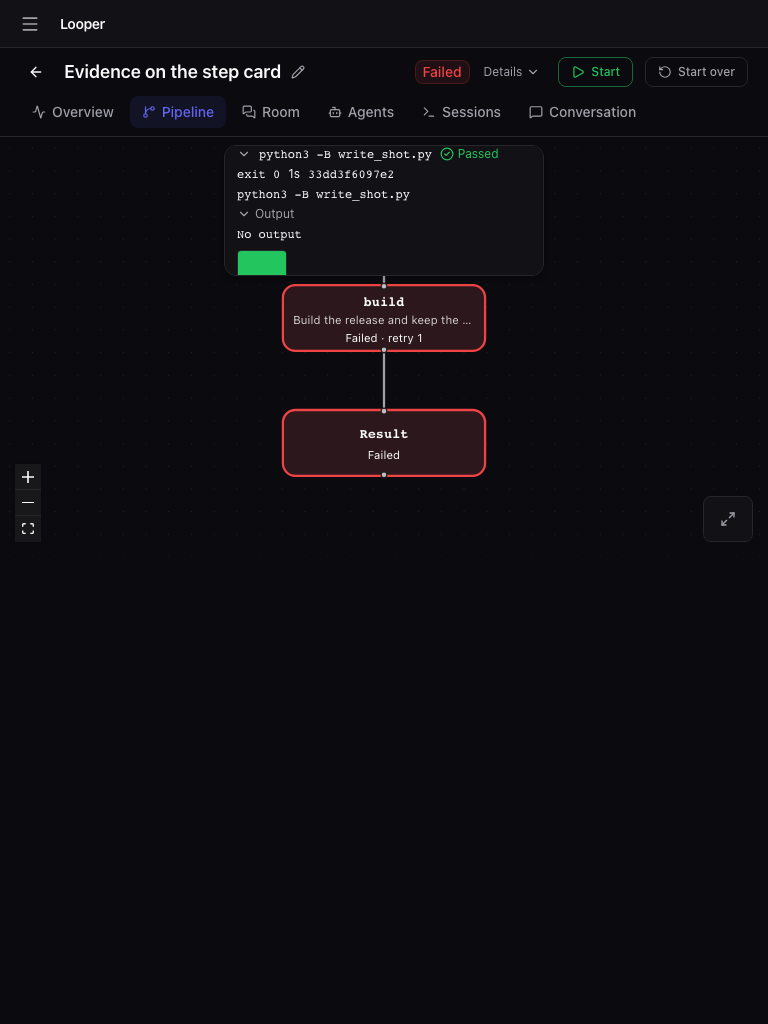 Looper
Evidence on the step card
Failed
Details
Start
Start over
Overview
Pipeline
Room
Agents
Sessions
Conversation
python3 -B write_shot.py Passed
exit 0 1s 33dd3f6097e2
python3 -B write_shot.py
Output
No output
build
Build the release and keep the ...
Failed · retry 1
Result
Failed